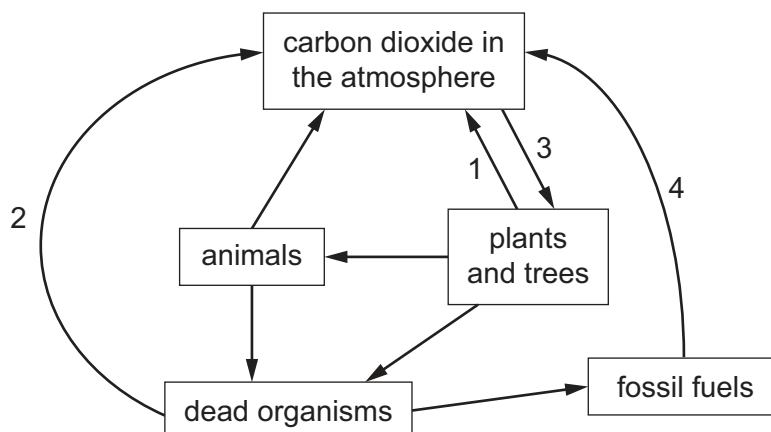 carbon dioxide in
the atmosphere
3
1
4
2
animals
plants
and trees
fossil fuels
dead organisms